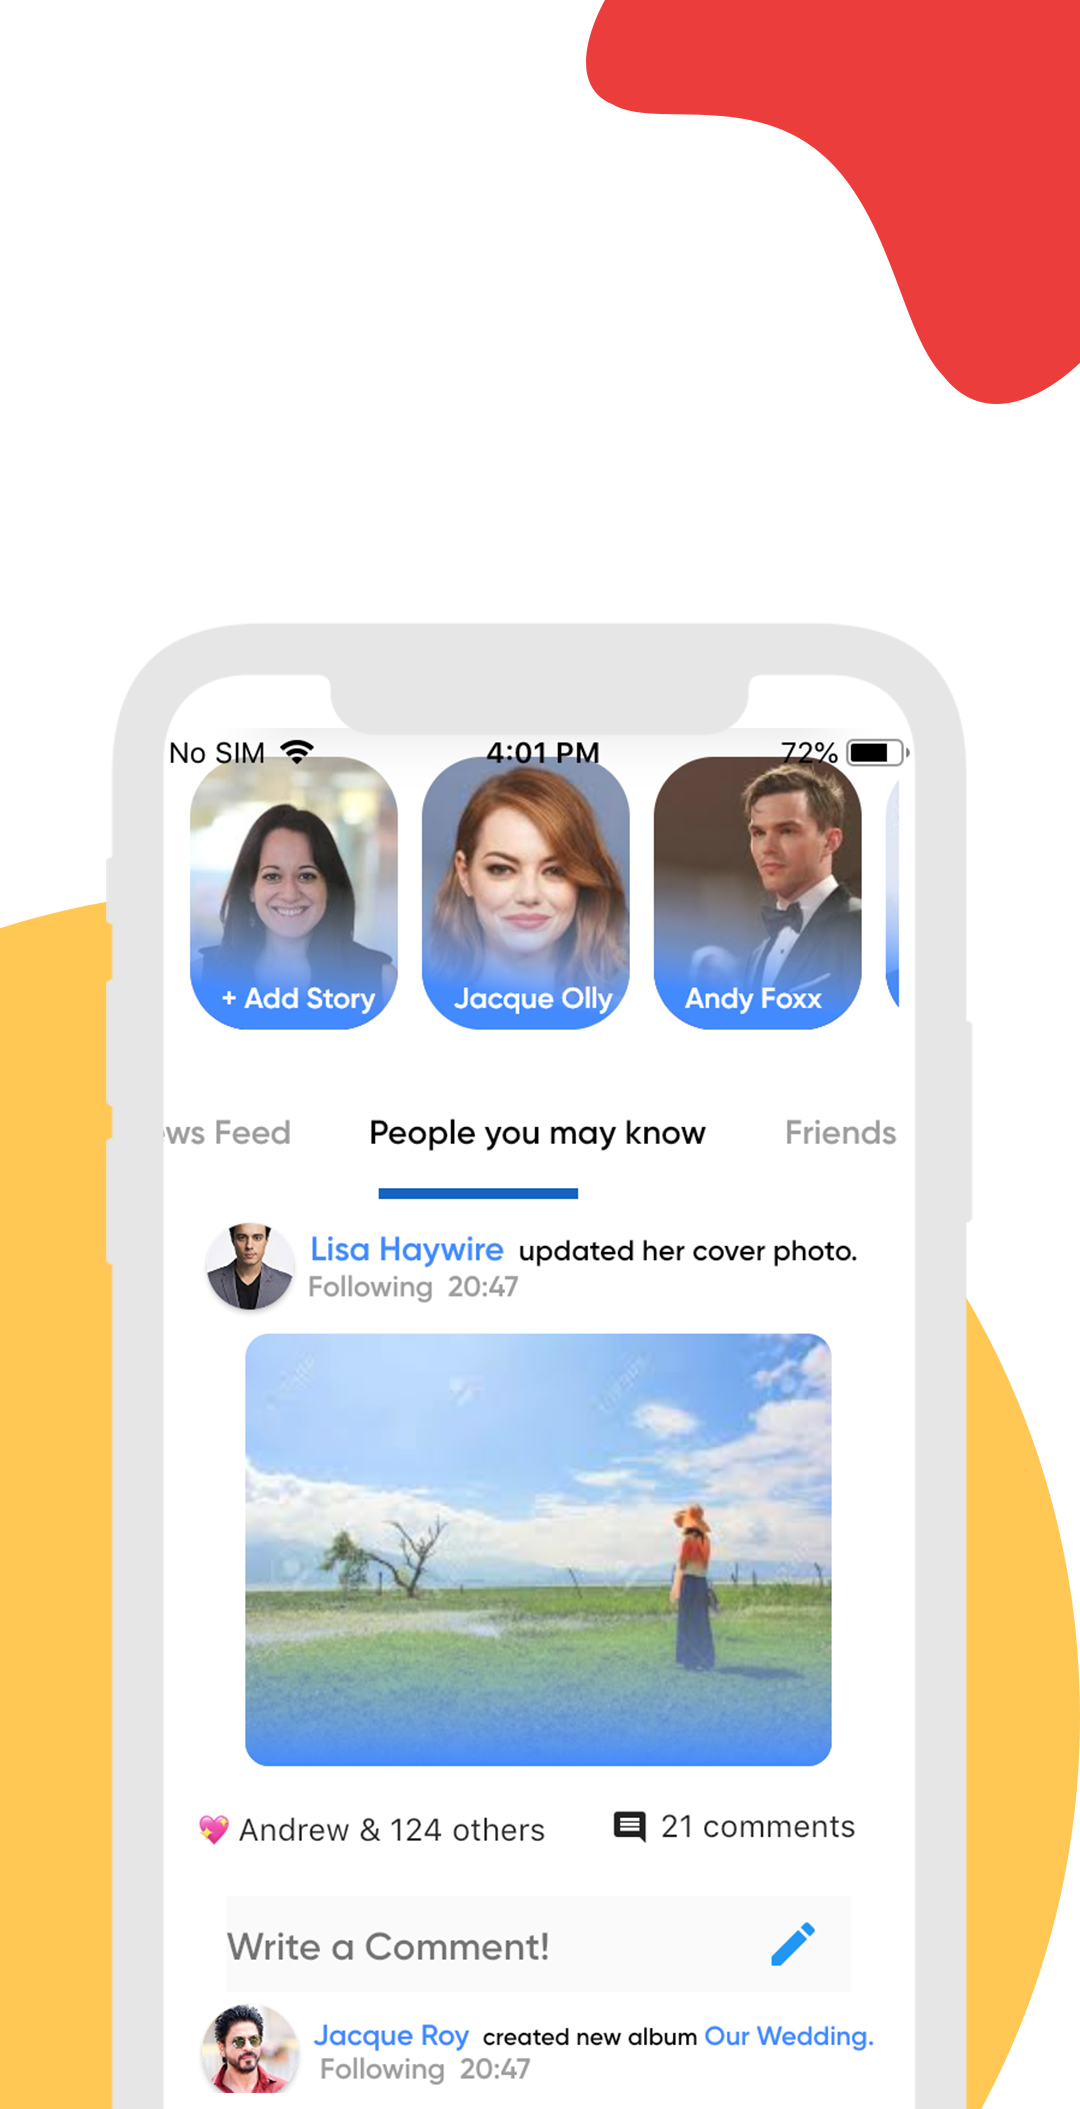 No SIM 4:01 PM 72%
+ Add Story Jacque Olly Andy Foxx
ws Feed People you may know Friends
Lisa Haywire updated her cover photo.
Following 20:47
Andrew & 124 others 21 comments
Write a Comment!
Jacque Roy created new album Our Wedding.
Following 20:47